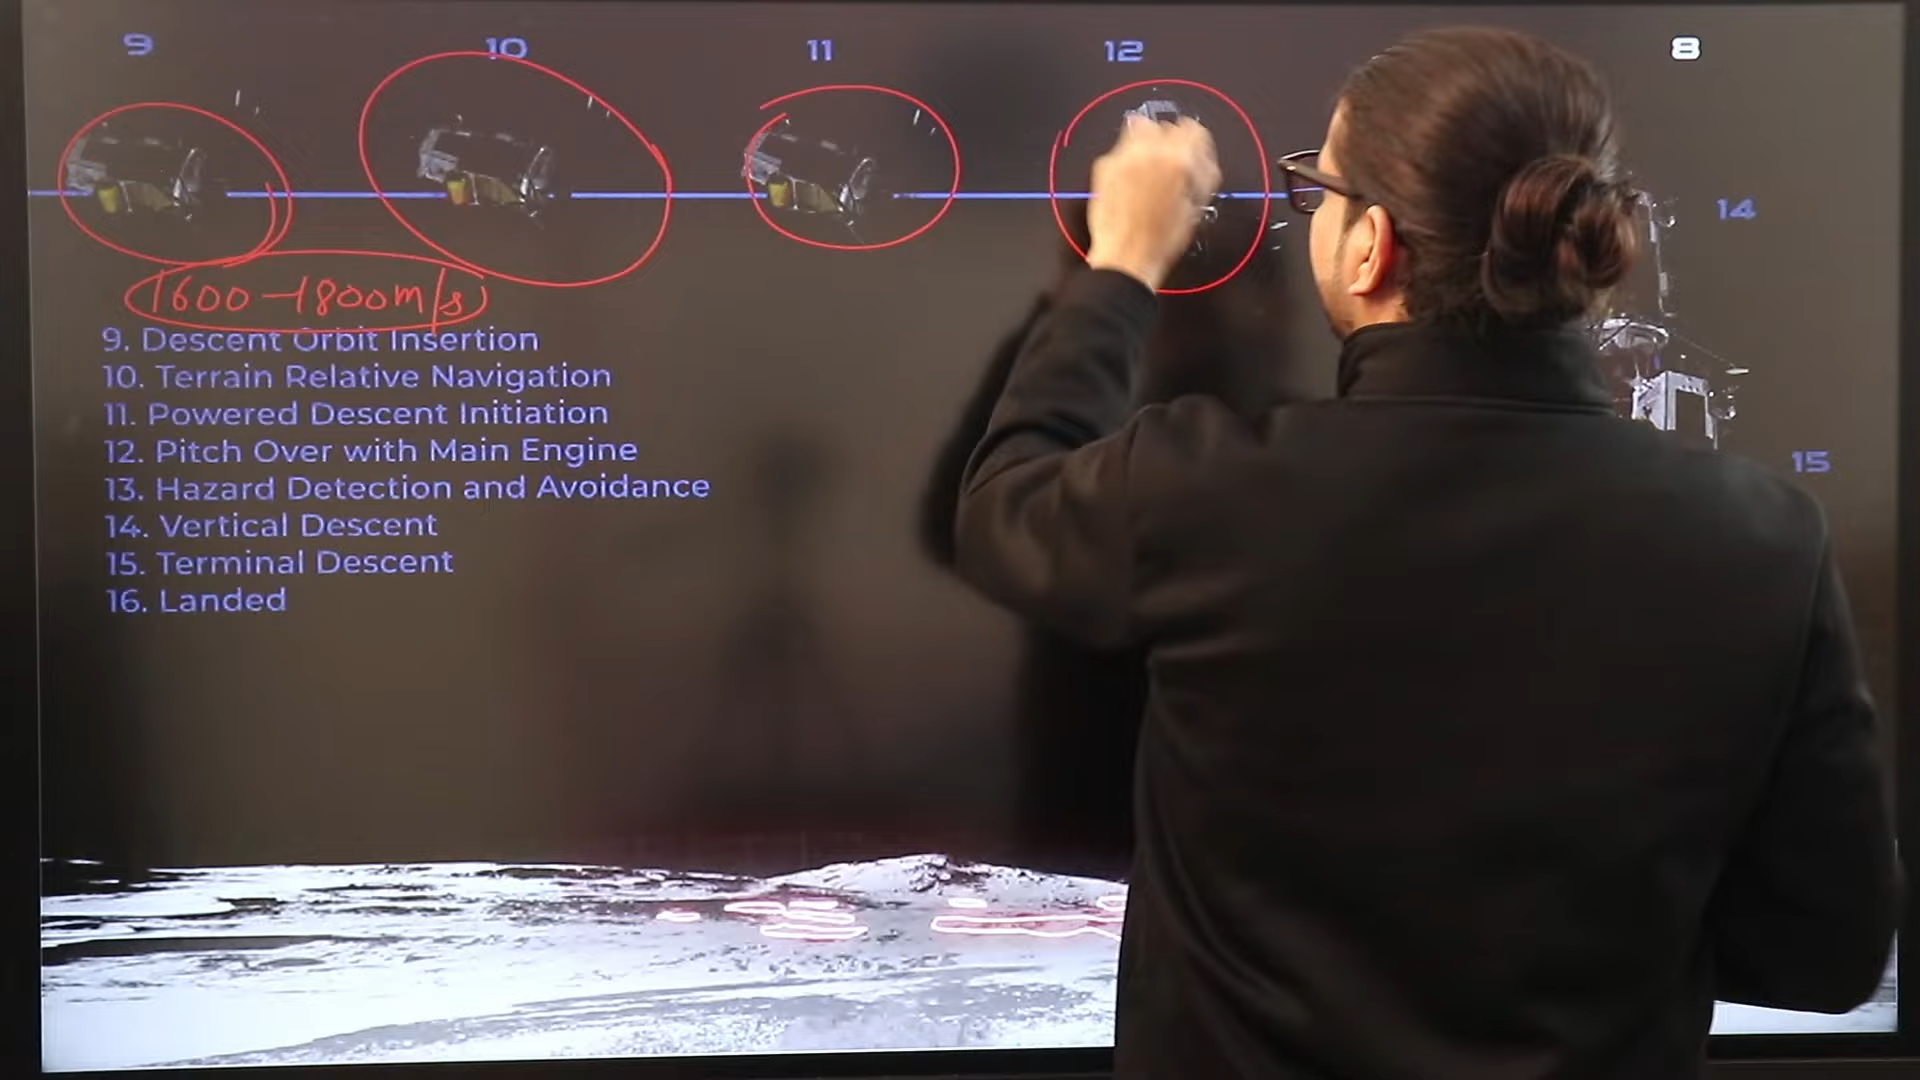 9 10 11 12 8
14
1600-1800m/s
9. Descent Orbit Insertion
10. Terrain Relative Navigation
11. Powered Descent Initiation
12. Pitch Over with Main Engine
15
13. Hazard Detection and Avoidance
14. Vertical Descent
15. Terminal Descent
16. Landed